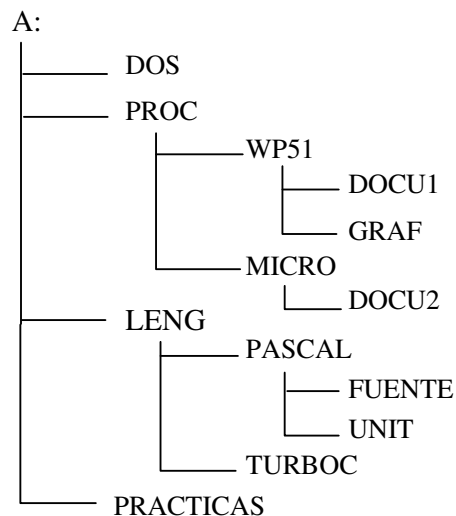 A:
DOS
PROC
WP51
DOCU1
GRAF
MICRO
DOCU2
LENG
PASCAL
FUENTE
UNIT
TURBOC
PRACTICAS